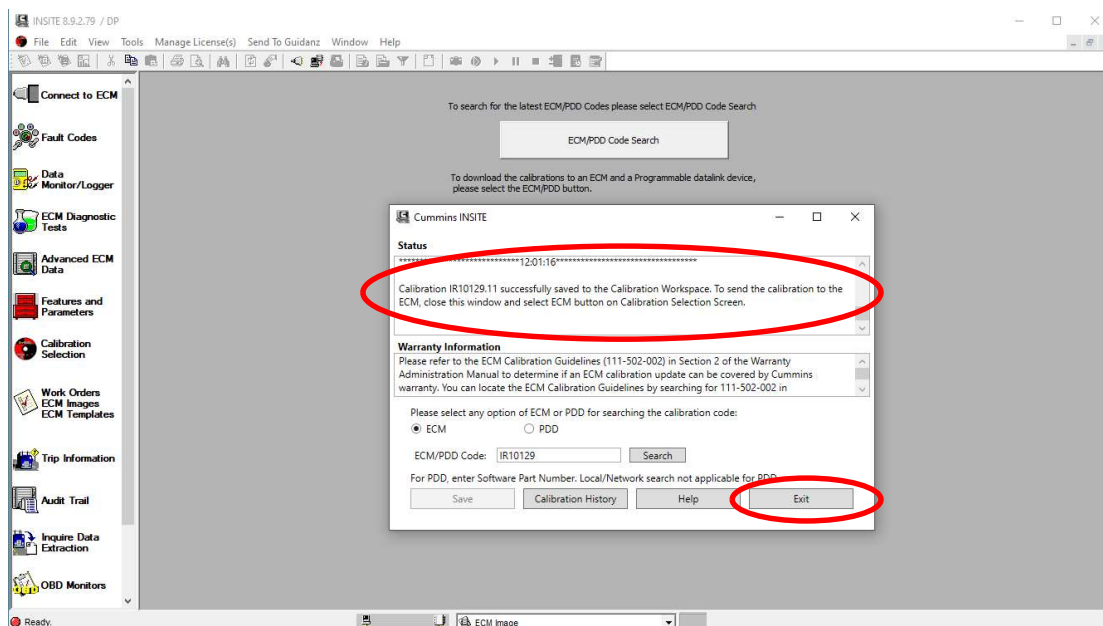 INSITE 8.9.2.79 / DP
File Edit View Tools Manage License(s) Send To Guidanz Window Help
Connect to ECM
Fault Codes
Data
Monitor/Logger
ECM Diagnostic
Tests
Advanced ECM
Data
Features and
Parameters
Calibration
Selection
Work Orders
ECM Images
ECM Templates
Trip Information
Audit Trail
Inquire Data
Extraction
OBD Monitors
To search for the latest ECM/PDD Codes please select ECM/PDD Code Search
ECM/PDD Code Search
To download the calibrations to an ECM and a Programmable datalink device,
please select the ECM/PDD button.
Cummins INSITE
Status
*****************************12:01:16**********************************
Calibration IR10129.11 successfully saved to the Calibration Workspace. To send the calibration to the
ECM, close this window and select ECM button on Calibration Selection Screen.
Warranty Information
Please refer to the ECM Calibration Guidelines (111-502-002) in Section 2 of the Warranty
Administration Manual to determine if an ECM calibration update can be covered by Cummins
warranty. You can locate the ECM Calibration Guidelines by searching for 111-502-002 in
Please select any option of ECM or PDD for searching the calibration code:
ECM PDD
ECM/PDD Code: IR10129 Search
For PDD, enter Software Part Number. Local/Network search not applicable for PDD
Save Calibration History Help Exit
Ready. ECM Image